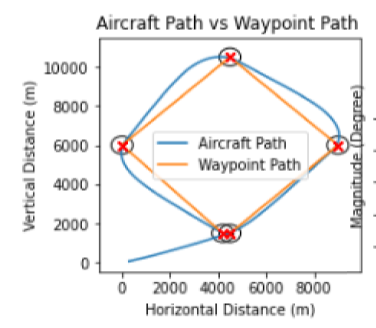 Aircraft Path vs Waypoint Path
10000
8000
6000
4000
2000
0
Vertical Distance (m)
Aircraft Path
Waypoint Path
Magnitude (Degree)
0 2000 4000 6000 8000
Horizontal Distance (m)